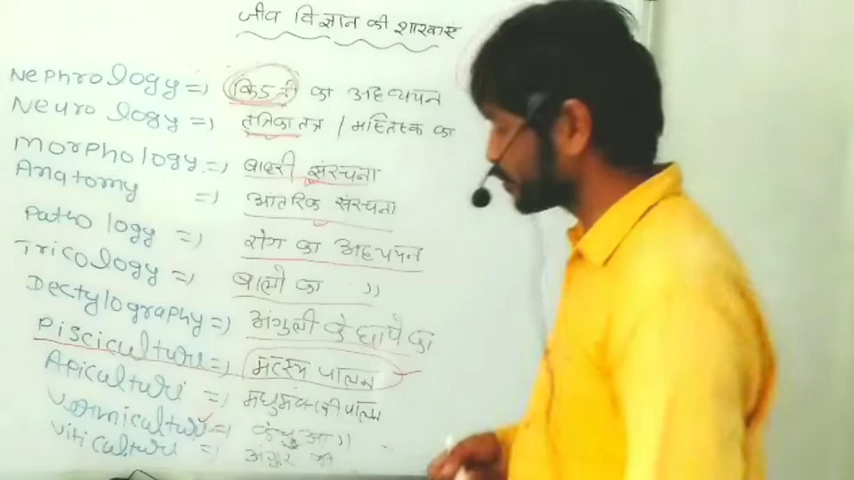 जीव विज्ञान की शाखाएं
Nephrology => किडनी का अध्ययन
Neurology => तंत्रिका तंत्र / मस्तिष्क का
Morphology => बाहरी संरचना
Anatomy => आंतरिक संरचना
Pathology => रोग का अध्ययन
Tricology => बालों का ))
Dectylography => अंगुली के छापे का
Pisciculture => मत्स्य पालन
Apiculture => मधुमक्खी पालन
Vermiculture => केंचुआ ))
Viticulture => अंगूर की